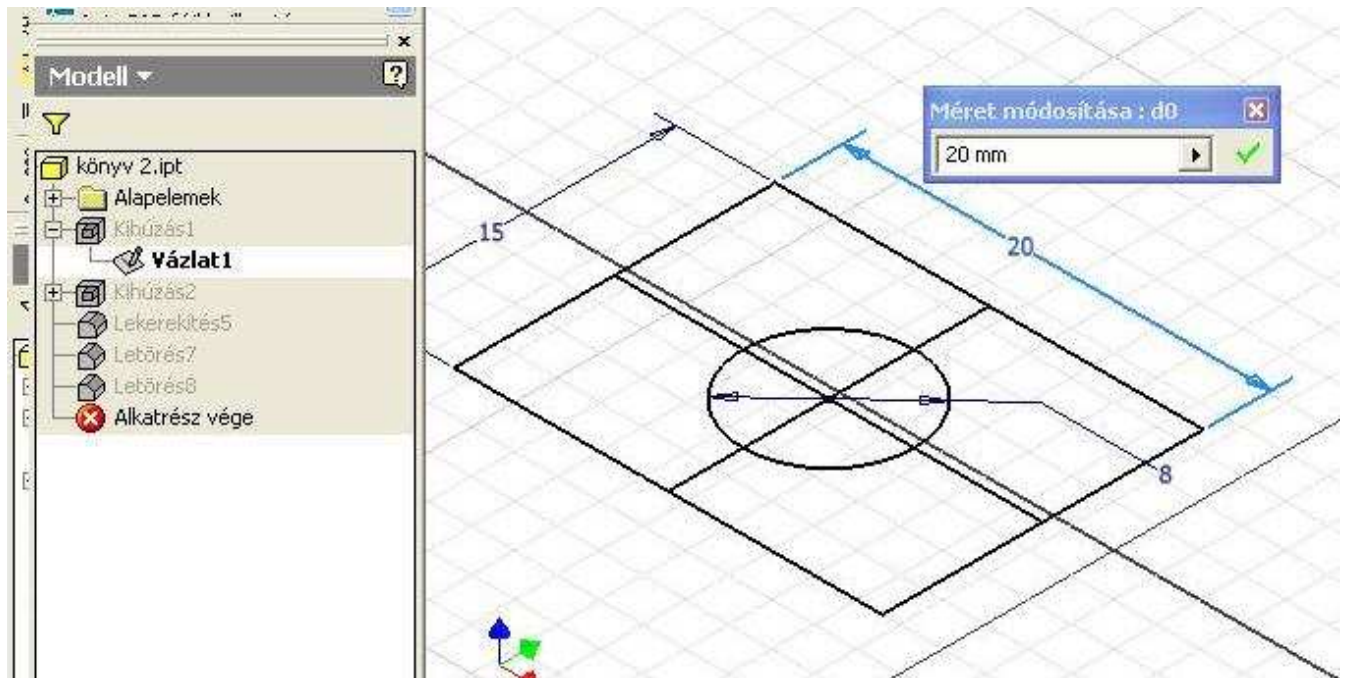 Modell
könyv 2.ipt
Alapelemek
Kihúzás1
Vázlat1
Kihúzás2
Lekerekítés5
Letörés7
Letörés8
Alkatrész vége
Méret módosítása : d0
20 mm
15
20
8